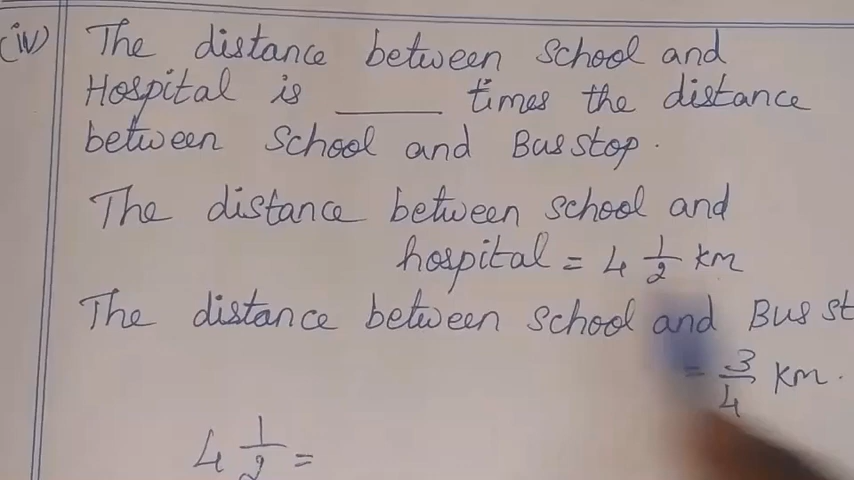 (iv) The distance between school and
Hospital is ____ times the distance
between school and Bus stop.
The distance between school and
hospital = 4 1/2 km
The distance between school and Bus st
= 3/4 km.
4 1/2 =